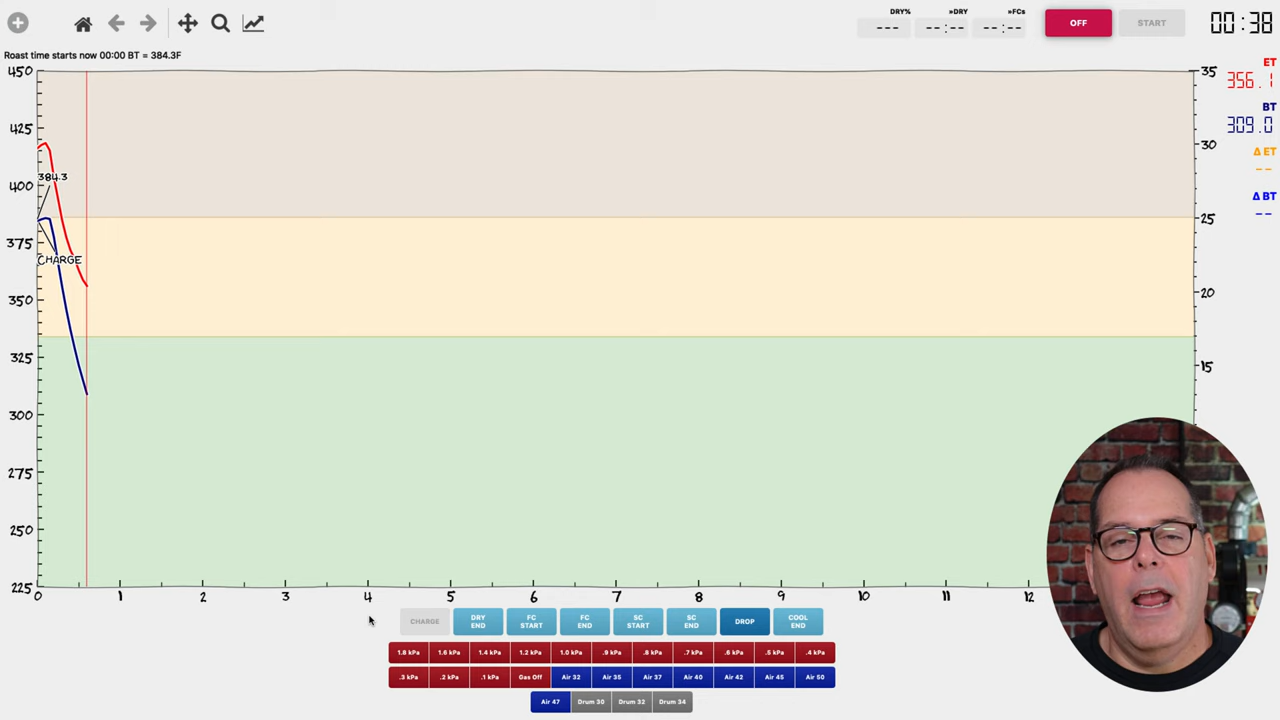 DRY% »DRY »FCs
--- --:-- --:-- OFF START 00:38
Roast time starts now 00:00 BT = 384.3F
ET
356.1
BT
309.0
Δ ET
--
Δ BT
--
450
425
400
375
350
325
300
275
250
225
384.3
CHARGE
35
30
25
20
15
0 1 2 3 4 5 6 7 8 9 10 11 12
CHARGE DRY END FC START FC END SC START SC END DROP COOL END
1.8 kPa 1.6 kPa 1.4 kPa 1.2 kPa 1.0 kPa .9 kPa .8 kPa .7 kPa .6 kPa .5 kPa .4 kPa
.3 kPa .2 kPa .1 kPa Gas Off Air 32 Air 35 Air 37 Air 40 Air 42 Air 45 Air 50
Air 47 Drum 30 Drum 32 Drum 34